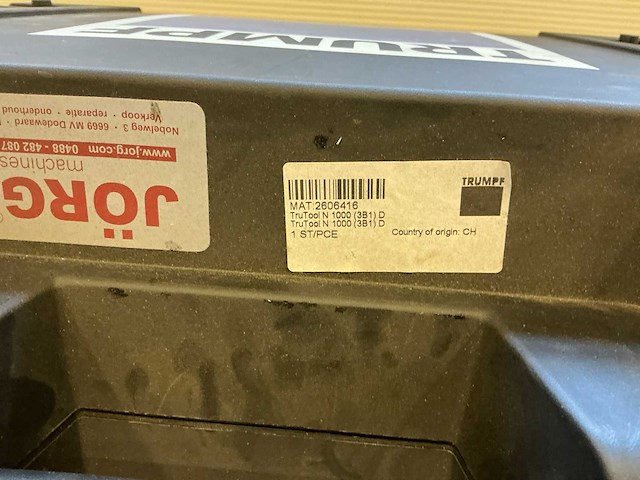 TRUMPF
JÖRG
machines
www.jorg.com 0488 - 482 087
Nobelweg 3 · 6669 MV Dodewaard
Verkoop · reparatie · onderhoud
TRUMPF
MAT:2606416
TruTool N 1000 (3B1) D
TruTool N 1000 (3B1) D
1 ST/PCE
Country of origin: CH